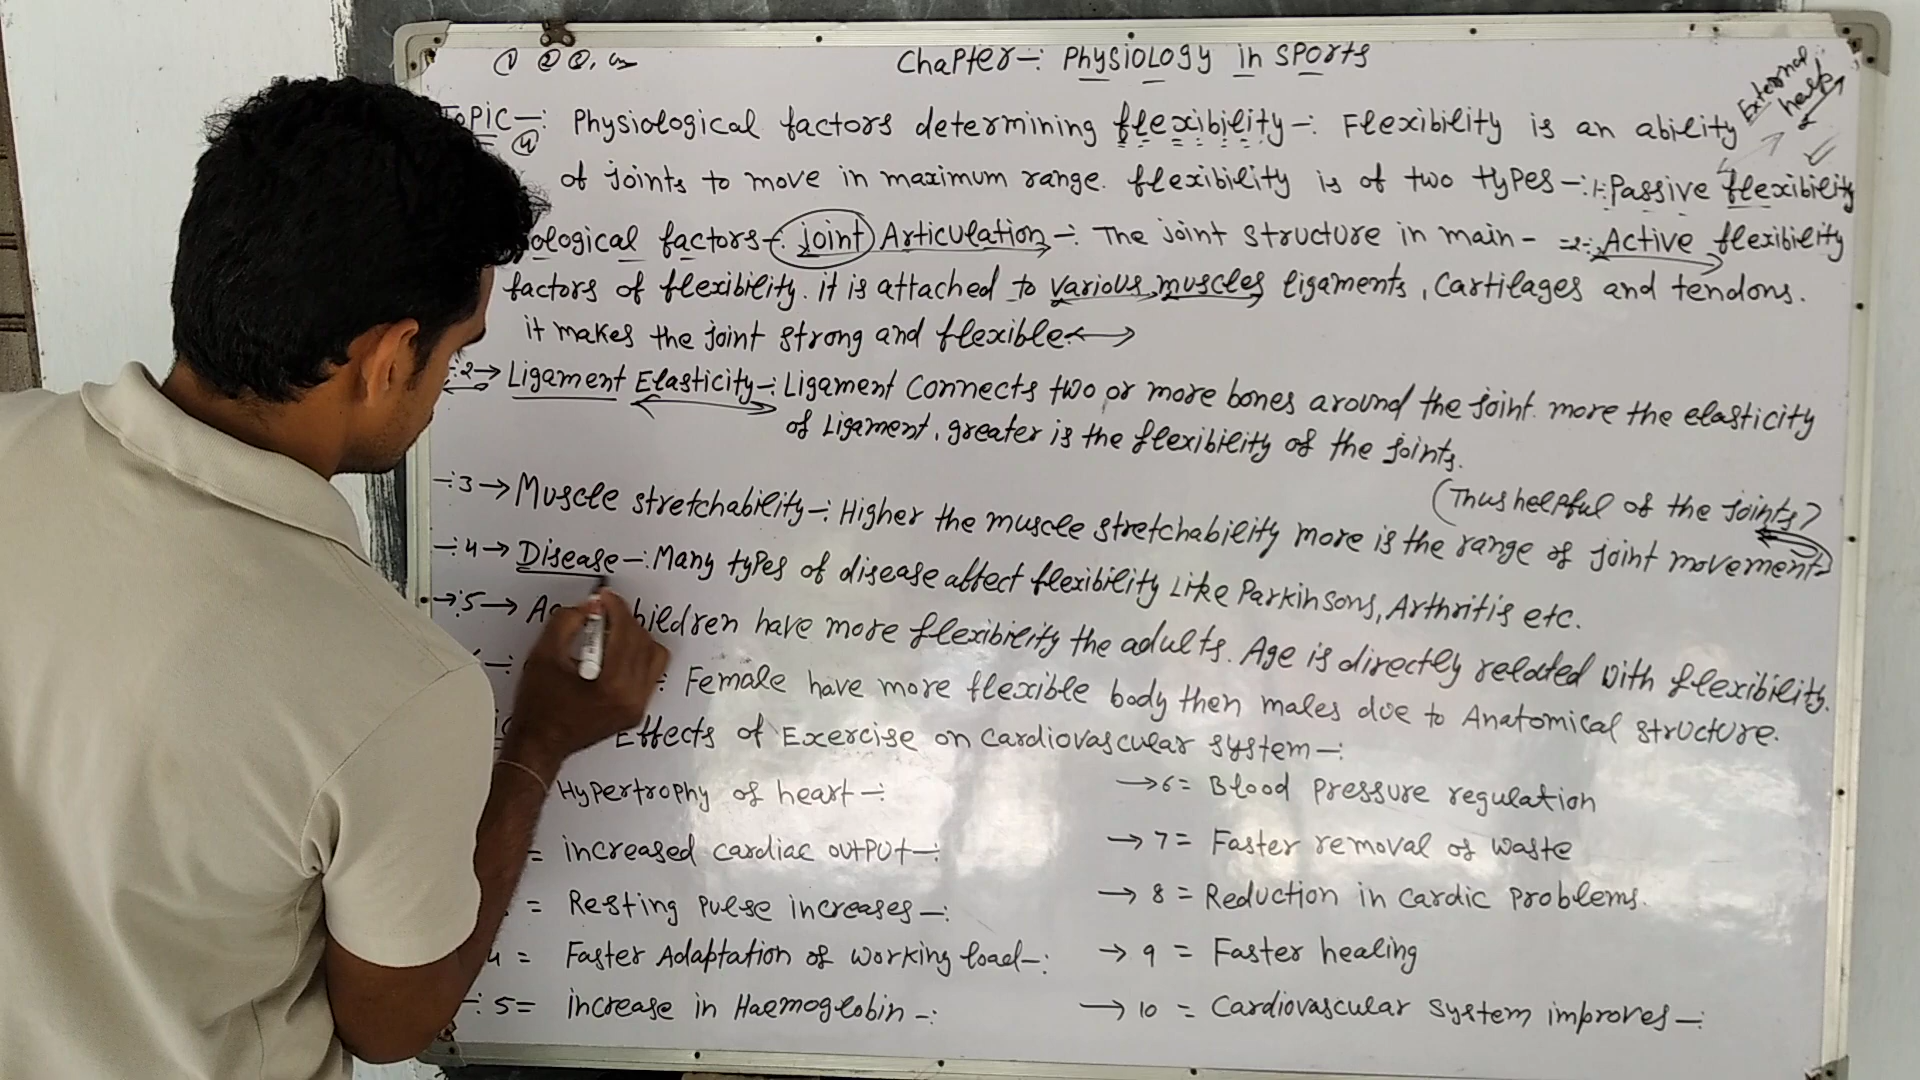 ① ② ③,
Chapter-: Physiology in sports
External
help
Topic-: Physiological factors determining flexibility-: Flexibility is an ability
④
of joints to move in maximum range. flexibility is of two types-: 1-: Passive flexibility
ological factors-: joint Articulation-: The joint structure in main- =2-: Active flexibility
factors of flexibility. it is attached to various muscles ligaments, Cartilages and tendons.
it makes the joint strong and flexible
-:2→ Ligament Elasticity-: Ligament Connects two or more bones around the joint. more the elasticity
of Ligament, greater is the flexibility of the joints.
(Thus helpful of the joints)
-:3→ Muscle stretchability-: Higher the muscle stretchability more is the range of joint movement
-:4→ Disease-: Many types of disease affect flexibility Like Parkinsons, Arthritis etc.
→:5→ hildren have more flexibility the adults. Age is directly related with flexibility.
Female have more flexible body then males due to Anatomical structure.
Effects of Exercise on cardiovascular system-:
Hypertrophy of heart-:
= increased cardiac output-:
= Resting pulse increases-:
4 = Faster Adaptation of working load-:
-: 5= increase in Haemoglobin-:
→6= Blood pressure regulation
→ 7= Faster removal of waste
→ 8 = Reduction in cardic problems.
→ 9 = Faster healing
→ 10 = Cardiovascular system improves-: